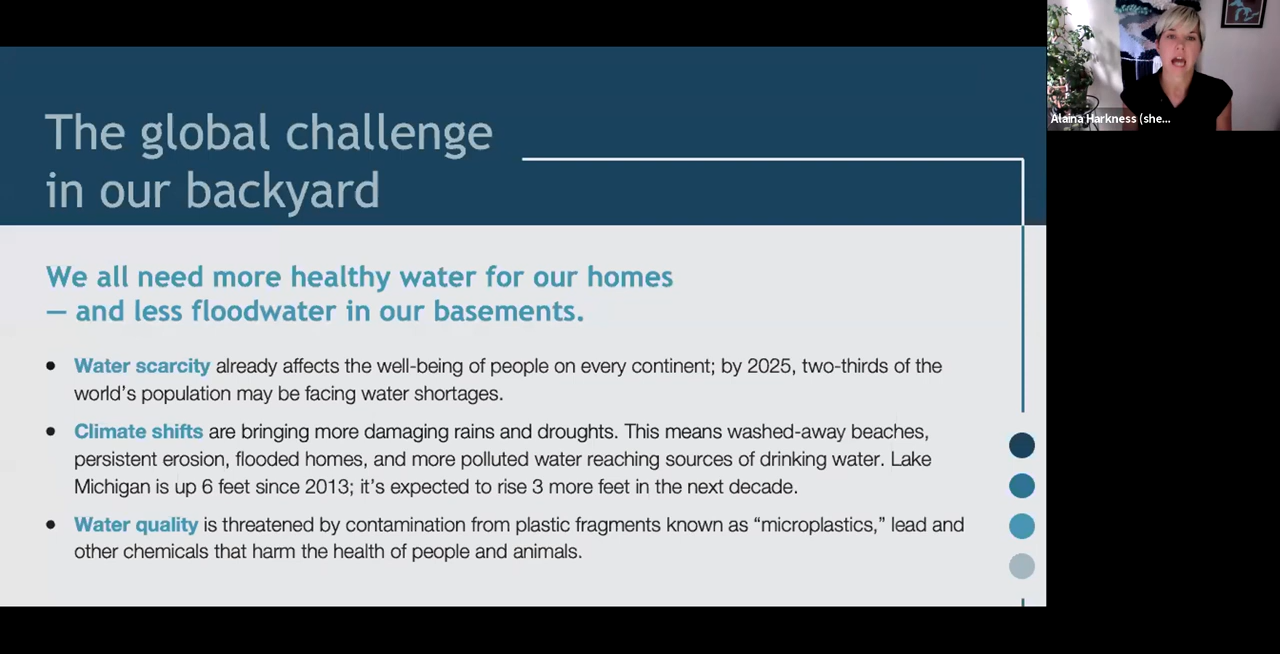 The global challenge
in our backyard
We all need more healthy water for our homes
– and less floodwater in our basements.
• Water scarcity already affects the well-being of people on every continent; by 2025, two-thirds of the
world’s population may be facing water shortages.
• Climate shifts are bringing more damaging rains and droughts. This means washed-away beaches,
persistent erosion, flooded homes, and more polluted water reaching sources of drinking water. Lake
Michigan is up 6 feet since 2013; it’s expected to rise 3 more feet in the next decade.
• Water quality is threatened by contamination from plastic fragments known as “microplastics,” lead and
other chemicals that harm the health of people and animals.
Alaina Harkness (she...